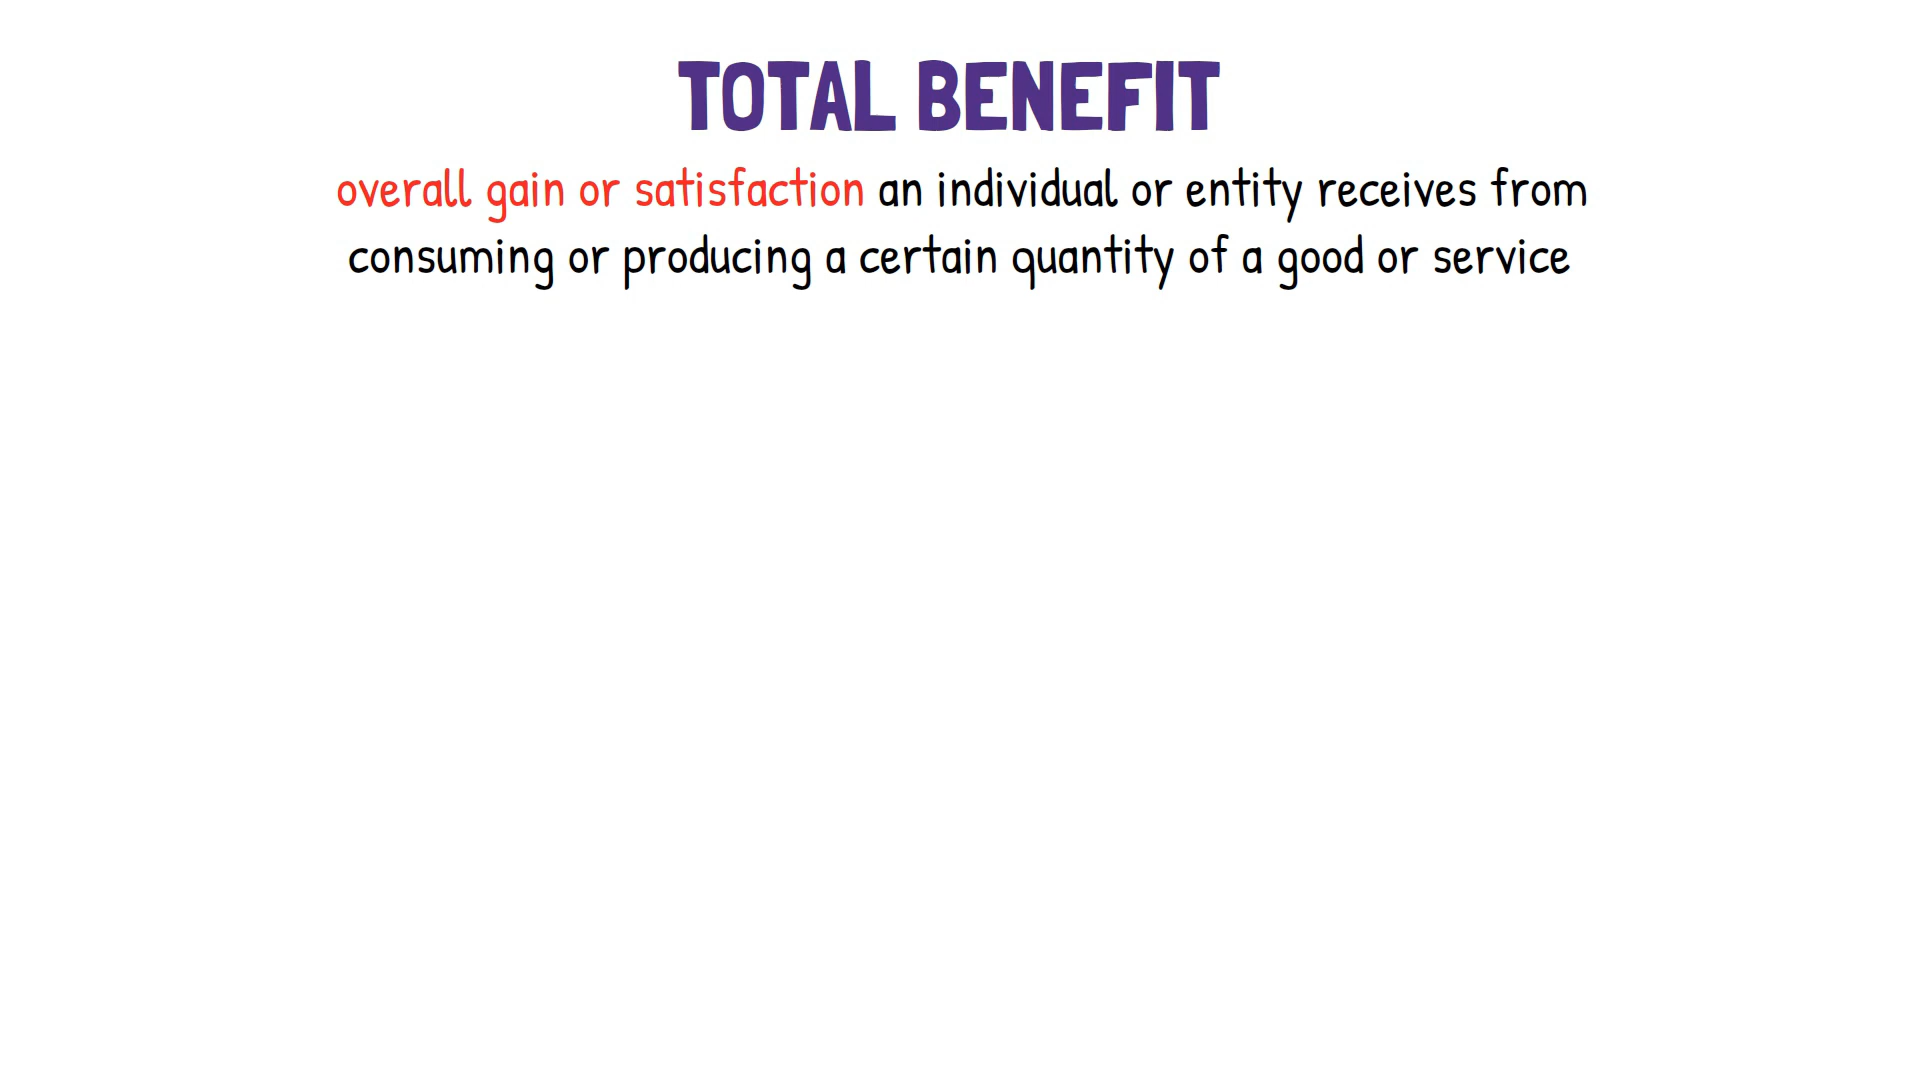 TOTAL BENEFIT
overall gain or satisfaction an individual or entity receives from
consuming or producing a certain quantity of a good or service